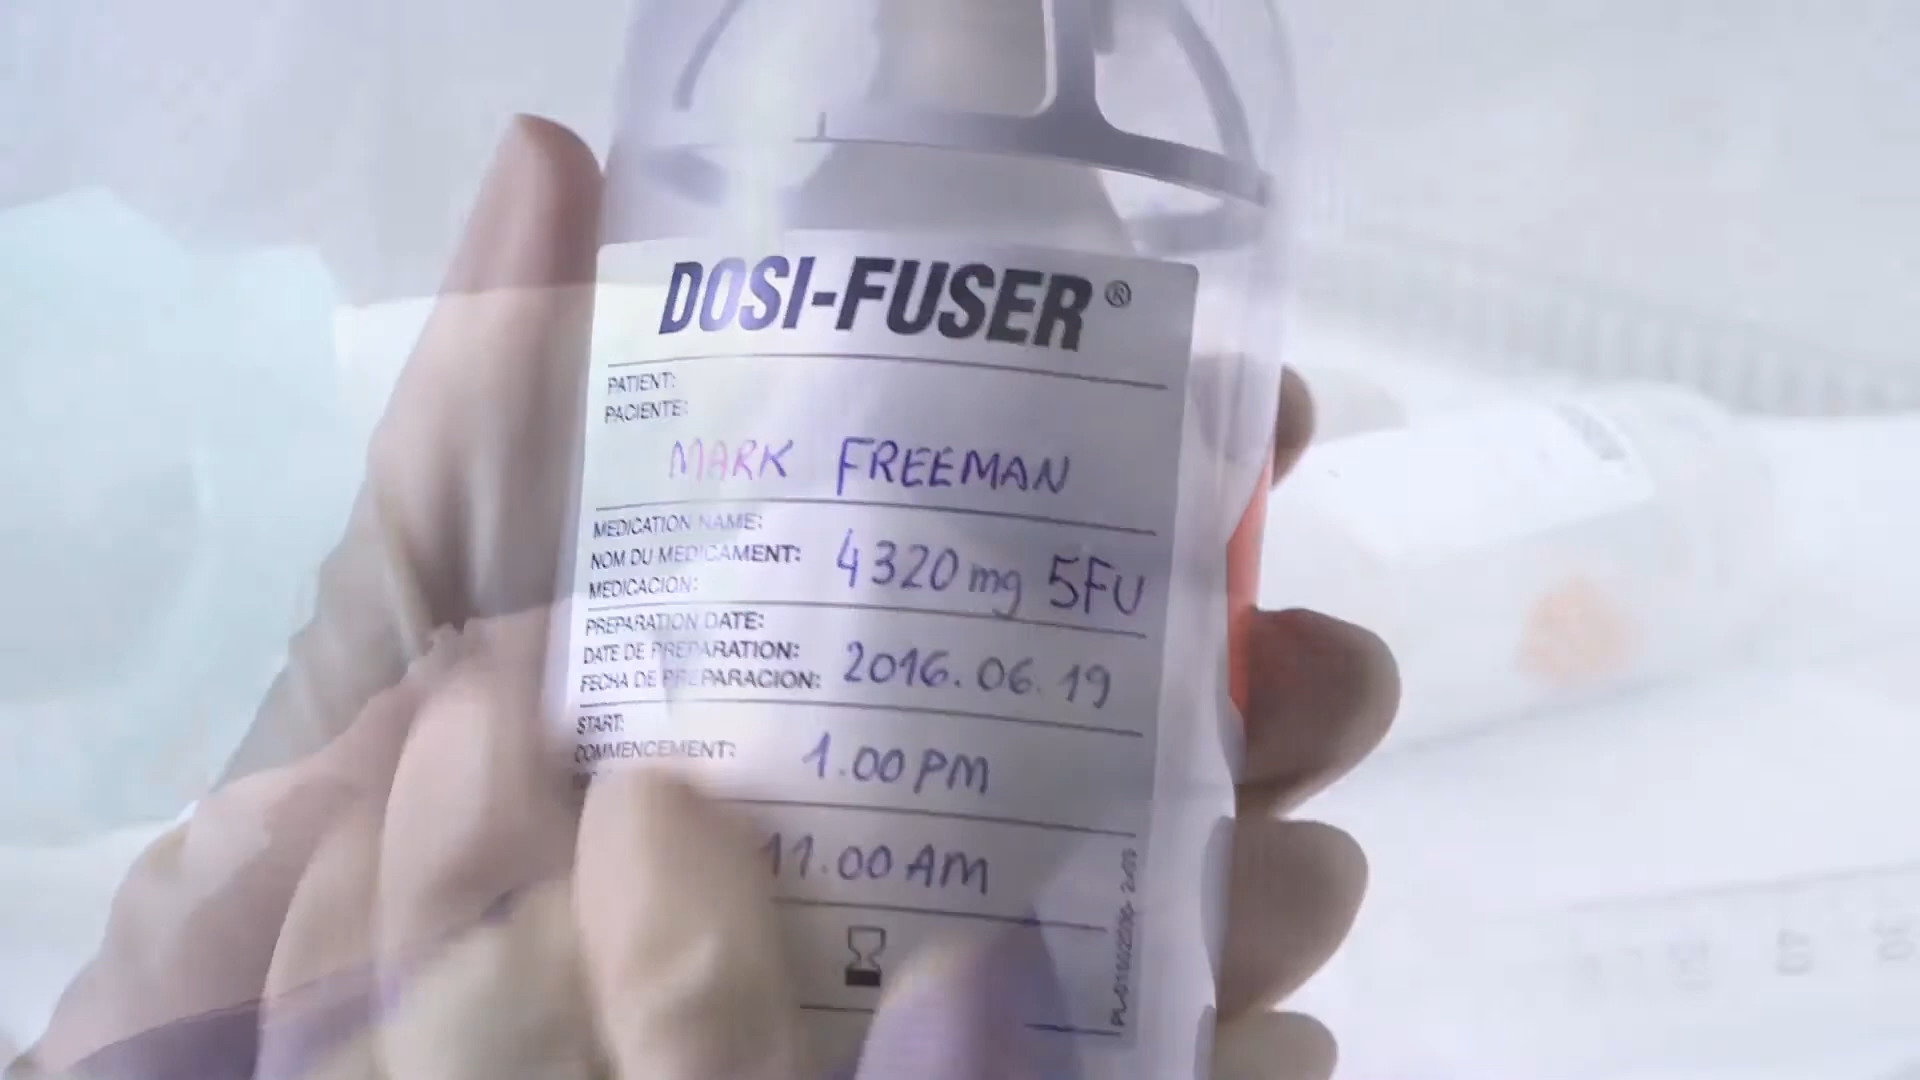 DOSI-FUSER®
PATIENT:
PACIENTE:
MARK FREEMAN
MEDICATION NAME:
NOM DU MEDICAMENT: 4320 mg 5FU
MEDICACION:
PREPARATION DATE:
DATE DE PREPARATION: 2016.06.19
FECHA DE PREPARACION:
START:
COMMENCEMENT: 1.00 PM
11.00 AM